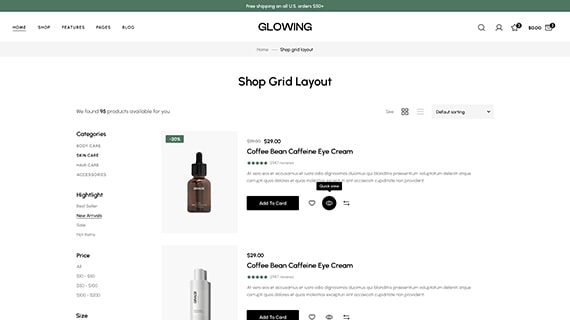 Free shipping on all U.S. orders $50+
HOME SHOP FEATURES PAGES BLOG
GLOWING
$0.00
Home — Shop grid layout
Shop Grid Layout
We found 95 products available for you
See
Default sorting
Categories
BODY CARE
SKIN CARE
HAIR CARE
ACCESSORIES
Hightlight
Best Seller
New Arrivals
Sale
Hot Items
Price
All
$10 - $50
$50 - $100
$100 - $200
Size
-20%
$39.00 $29.00
Coffee Bean Caffeine Eye Cream
(2947 reviews)
At vero eos et accusamus et iusto odio dignissimos ducimus qui blanditiis praesentium voluptatum deleniti atque
corrupti quos dolores et quas molestias excepturi sint occaecati cupiditate non provident
Quick view
Add To Card
$29.00
Coffee Bean Caffeine Eye Cream
(2947 reviews)
At vero eos et accusamus et iusto odio dignissimos ducimus qui blanditiis praesentium voluptatum deleniti atque
corrupti quos dolores et quas molestias excepturi sint occaecati cupiditate non provident
Add To Card